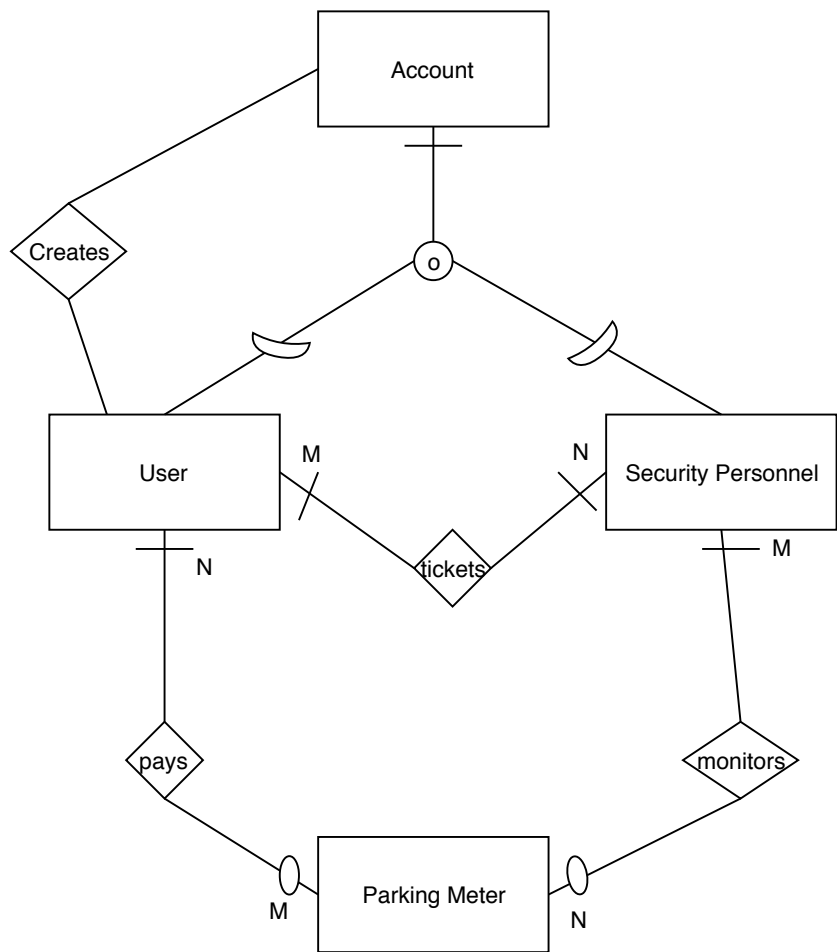 Account
Creates
o
User
M
N
Security Personnel
tickets
N
M
pays
monitors
Parking Meter
M
N